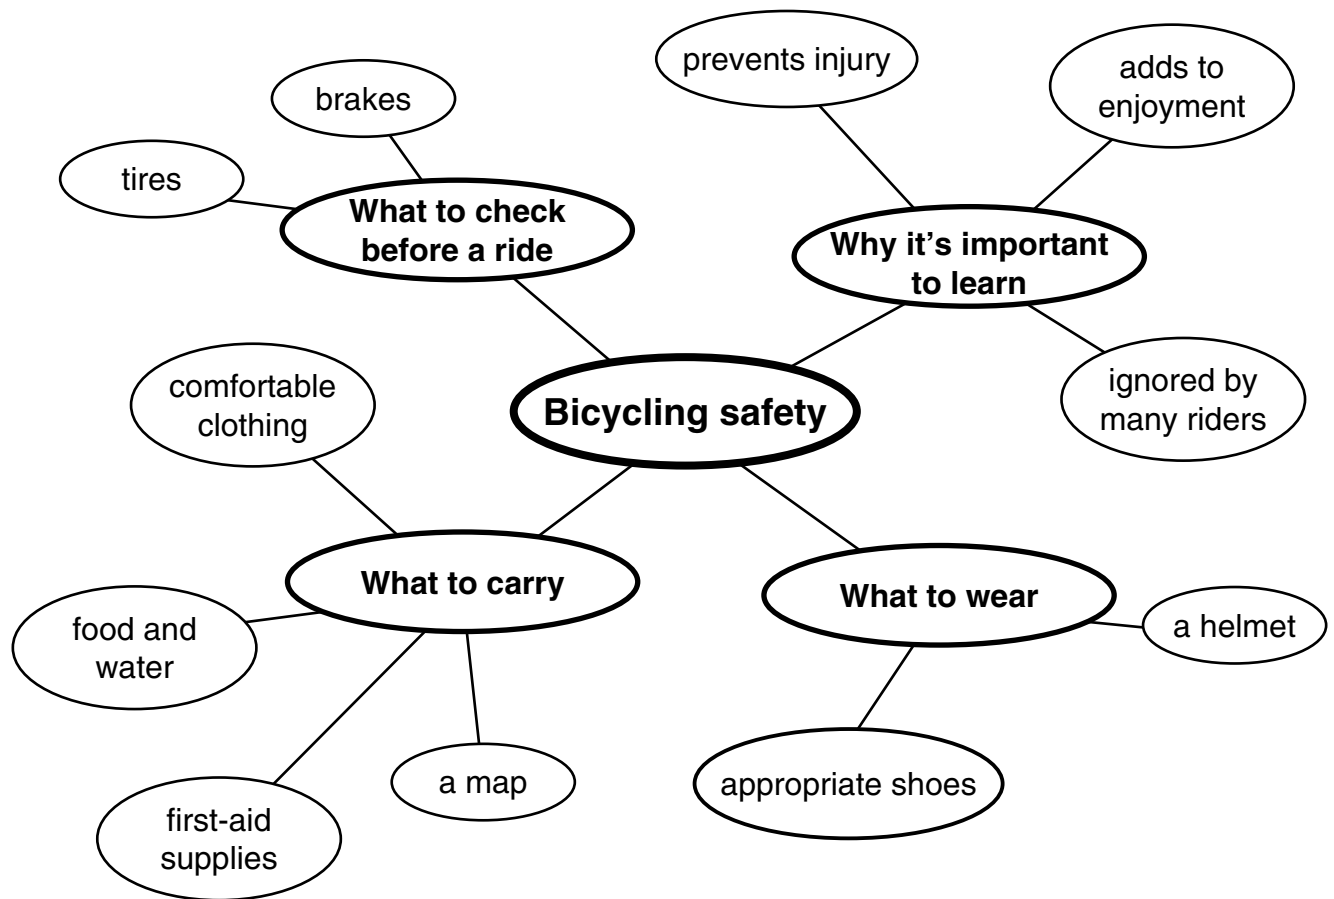 prevents injury
adds to
enjoyment
brakes
tires
What to check
before a ride
Why it’s important
to learn
comfortable
clothing
Bicycling safety
ignored by
many riders
What to carry
What to wear
food and
water
a helmet
a map
appropriate shoes
first-aid
supplies